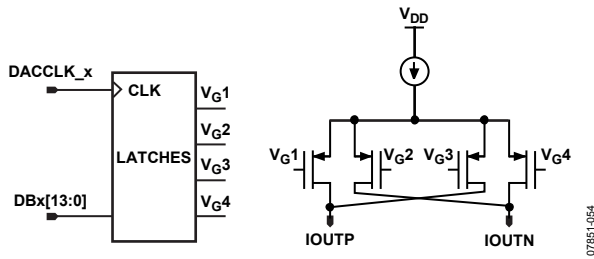 VDD
DACCLK_x
CLK
VG1
VG2
LATCHES
VG3
VG4
DBx[13:0]
VG1
VG2
VG3
VG4
IOUTP
IOUTN
07851-054